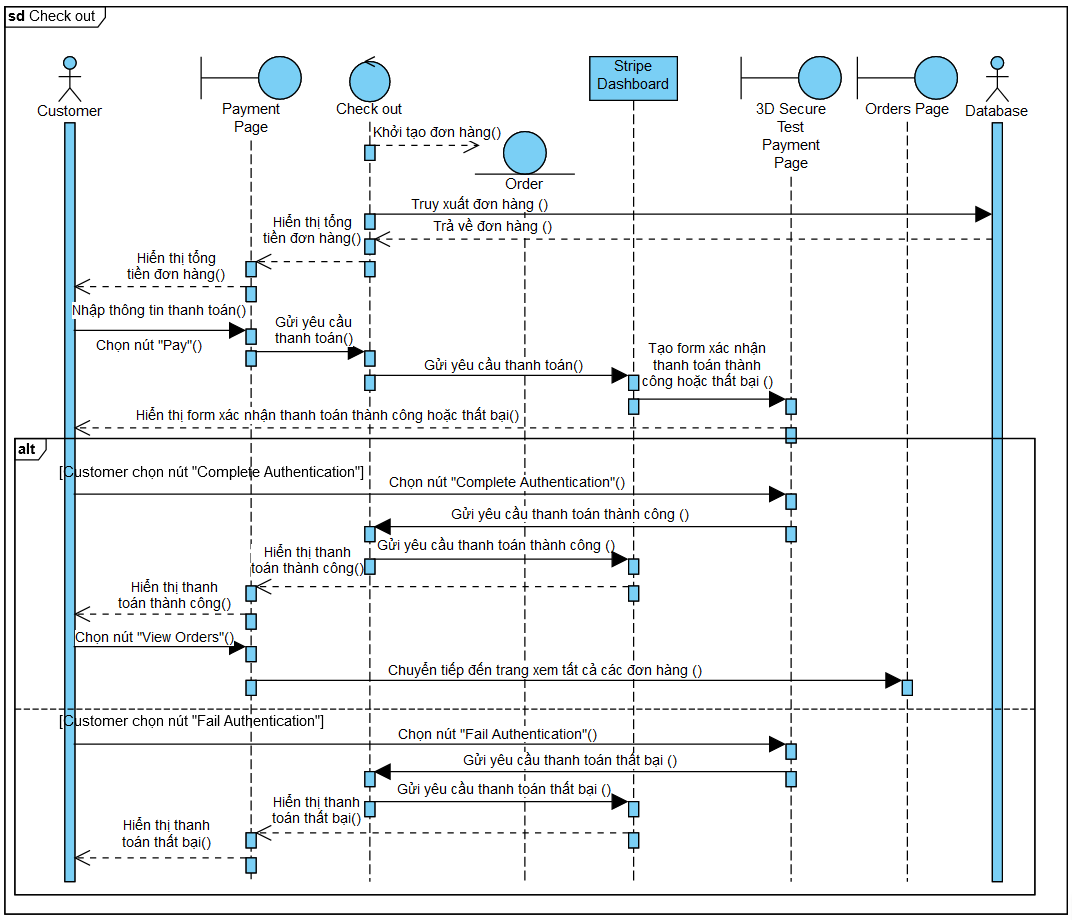 sd Check out
Customer
Payment
Page
Check out
Stripe
Dashboard
3D Secure
Test
Payment
Page
Orders Page
Database
Khởi tạo đơn hàng()
Order
Truy xuất đơn hàng ()
Trả về đơn hàng ()
Hiển thị tổng
tiền đơn hàng()
Hiển thị tổng
tiền đơn hàng()
Nhập thông tin thanh toán()
Chọn nút "Pay"()
Gửi yêu cầu
thanh toán()
Gửi yêu cầu thanh toán()
Tạo form xác nhận
thanh toán thành
công hoặc thất bại ()
Hiển thị form xác nhận thanh toán thành công hoặc thất bại()
alt
[Customer chọn nút "Complete Authentication"]
Chọn nút "Complete Authentication"()
Gửi yêu cầu thanh toán thành công ()
Gửi yêu cầu thanh toán thành công ()
Hiển thị thanh
toán thành công()
Hiển thị thanh
toán thành công()
Chọn nút "View Orders"()
Chuyển tiếp đến trang xem tất cả các đơn hàng ()
[Customer chọn nút "Fail Authentication"]
Chọn nút "Fail Authentication"()
Gửi yêu cầu thanh toán thất bại ()
Gửi yêu cầu thanh toán thất bại ()
Hiển thị thanh
toán thất bại()
Hiển thị thanh
toán thất bại()